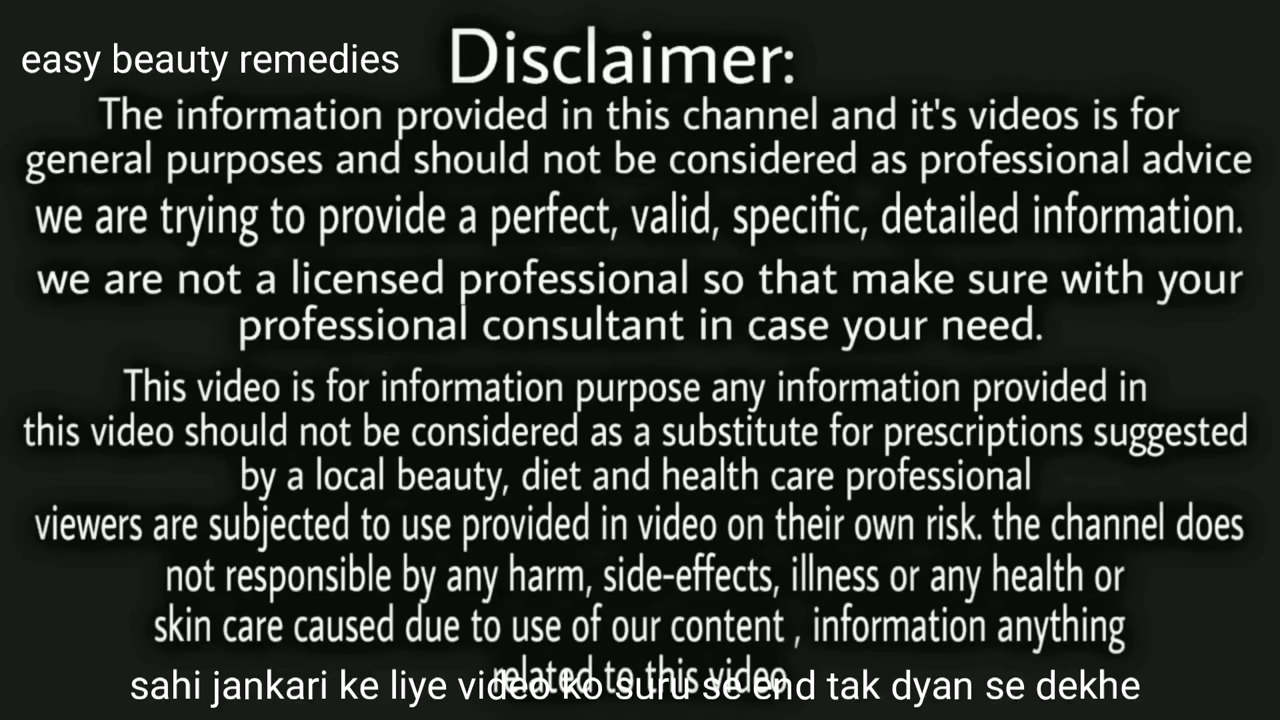 easy beauty remedies
Disclaimer:
The information provided in this channel and it's videos is for
general purposes and should not be considered as professional advice
we are trying to provide a perfect, valid, specific, detailed information.
we are not a licensed professional so that make sure with your
professional consultant in case your need.
This video is for information purpose any information provided in
this video should not be considered as a substitute for prescriptions suggested
by a local beauty, diet and health care professional
viewers are subjected to use provided in video on their own risk. the channel does
not responsible by any harm, side-effects, illness or any health or
skin care caused due to use of our content , information anything
related to this video
sahi jankari ke liye video ko suru se end tak dyan se dekhe